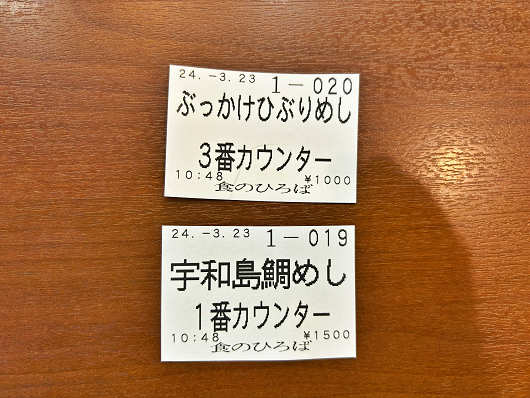 24.-3.23 1-020
ぶっかけひぶりめし
3番カウンター
10:48 ¥1000
食のひろば
24.-3.23 1-019
宇和島鯛めし
1番カウンター
10:48 ¥1500
食のひろば